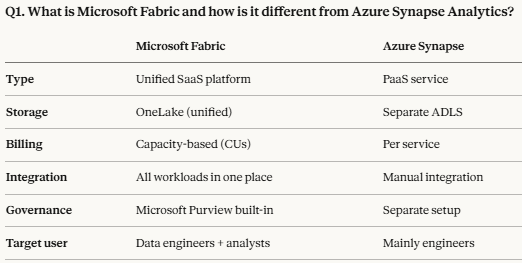 Q1. What is Microsoft Fabric and how is it different from Azure Synapse Analytics?
Microsoft Fabric Azure Synapse
Type Unified SaaS platform PaaS service
Storage OneLake (unified) Separate ADLS
Billing Capacity-based (CUs) Per service
Integration All workloads in one place Manual integration
Governance Microsoft Purview built-in Separate setup
Target user Data engineers + analysts Mainly engineers